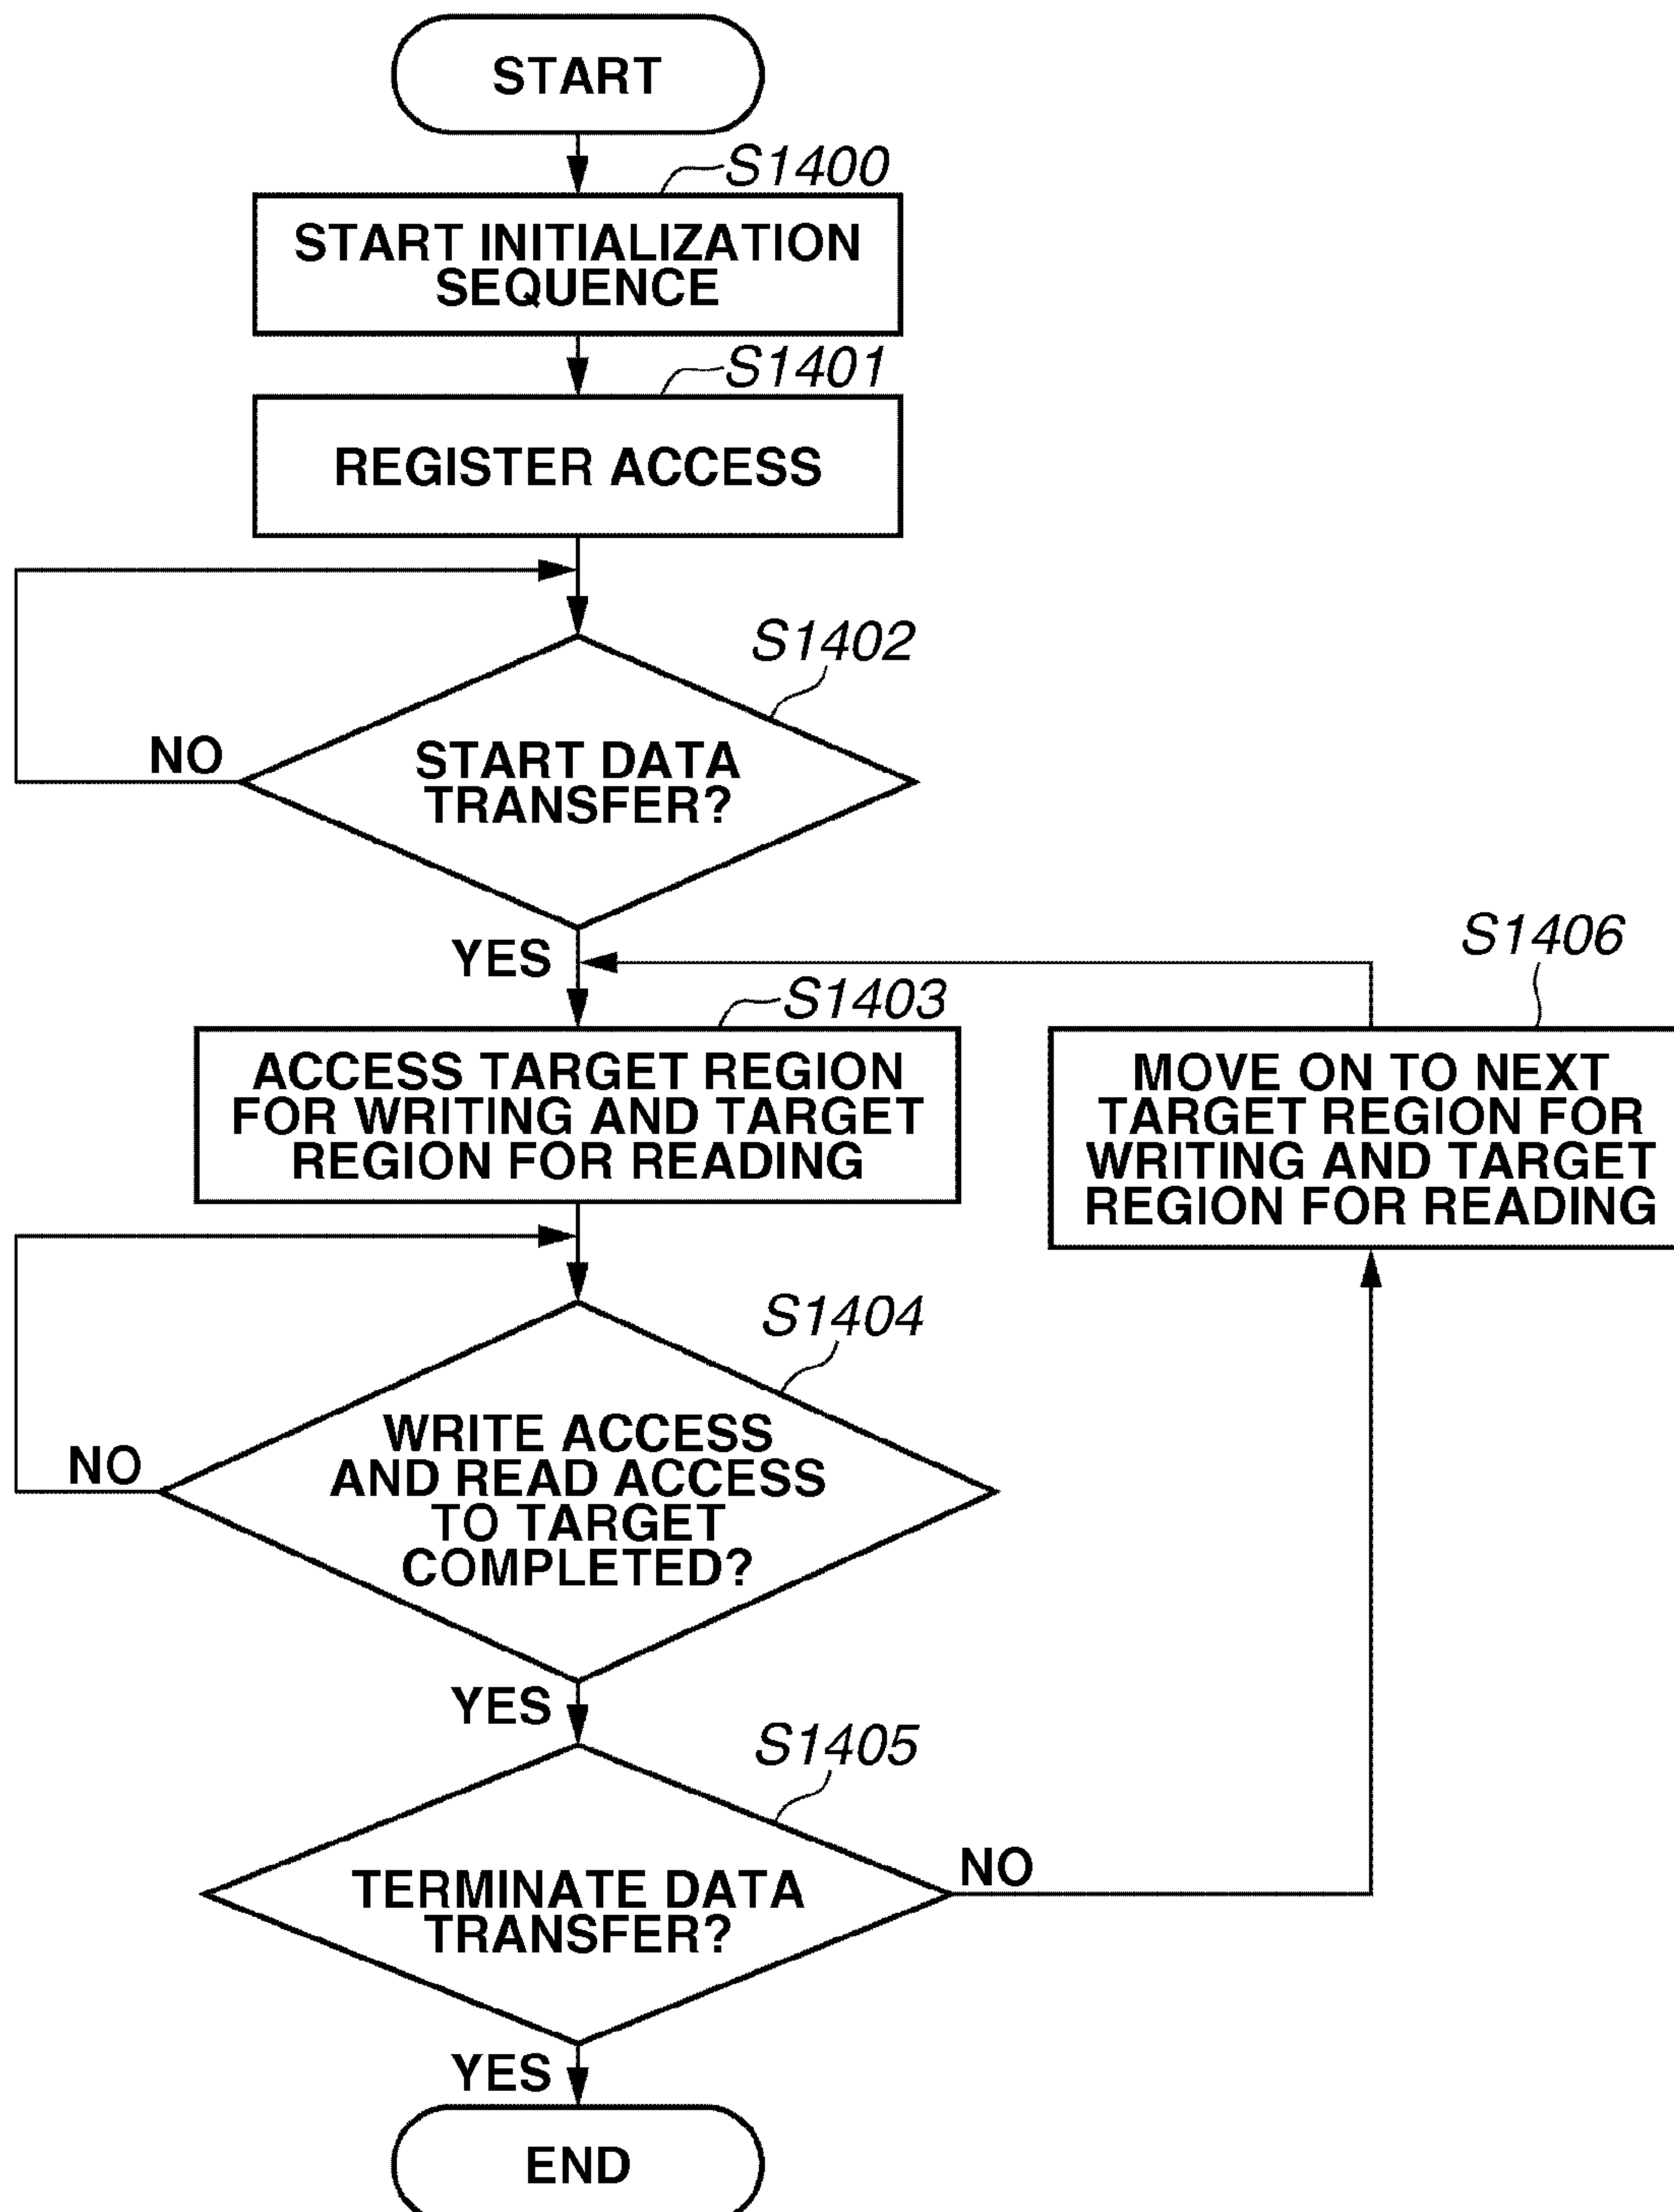 START
S1400
START INITIALIZATION
SEQUENCE
S1401
REGISTER ACCESS
S1402
START DATA
TRANSFER?
NO
YES
S1403
ACCESS TARGET REGION
FOR WRITING AND TARGET
REGION FOR READING
S1406
MOVE ON TO NEXT
TARGET REGION FOR
WRITING AND TARGET
REGION FOR READING
S1404
WRITE ACCESS
AND READ ACCESS
TO TARGET
COMPLETED?
NO
YES
S1405
TERMINATE DATA
TRANSFER?
NO
YES
END